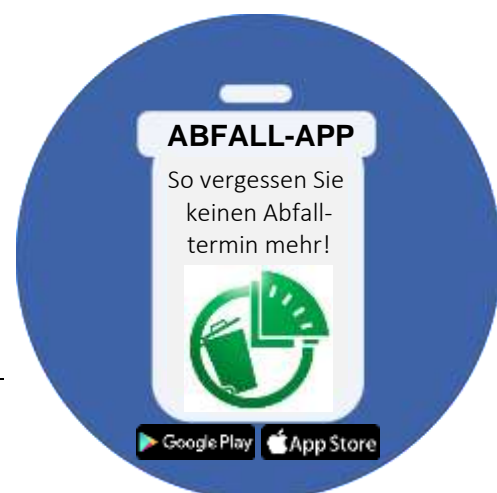 ABFALL-APP
So vergessen Sie
keinen Abfall-
termin mehr!
Google Play App Store